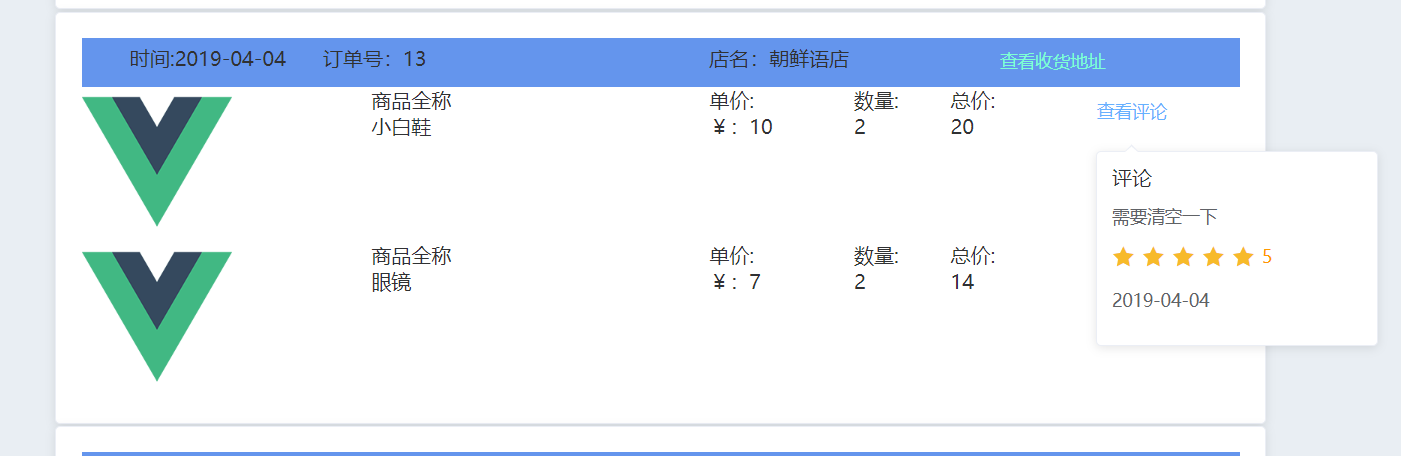 时间:2019-04-04 订单号：13 店名：朝鲜语店 查看收货地址
商品全称 单价: 数量: 总价: 查看评论
小白鞋 ￥：10 2 20
评论
需要清空一下
5
2019-04-04
商品全称 单价: 数量: 总价:
眼镜 ￥：7 2 14